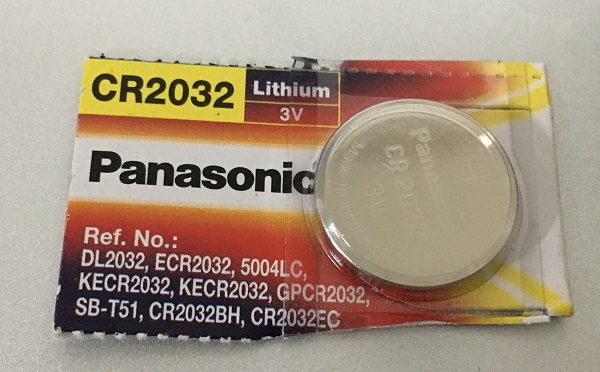 CR2032
Lithium
3V
Panasonic
Ref. No.:
DL2032, ECR2032, 5004LC,
KECR2032, KECR2032, GPCR2032,
SB-T51, CR2032BH, CR2032EC